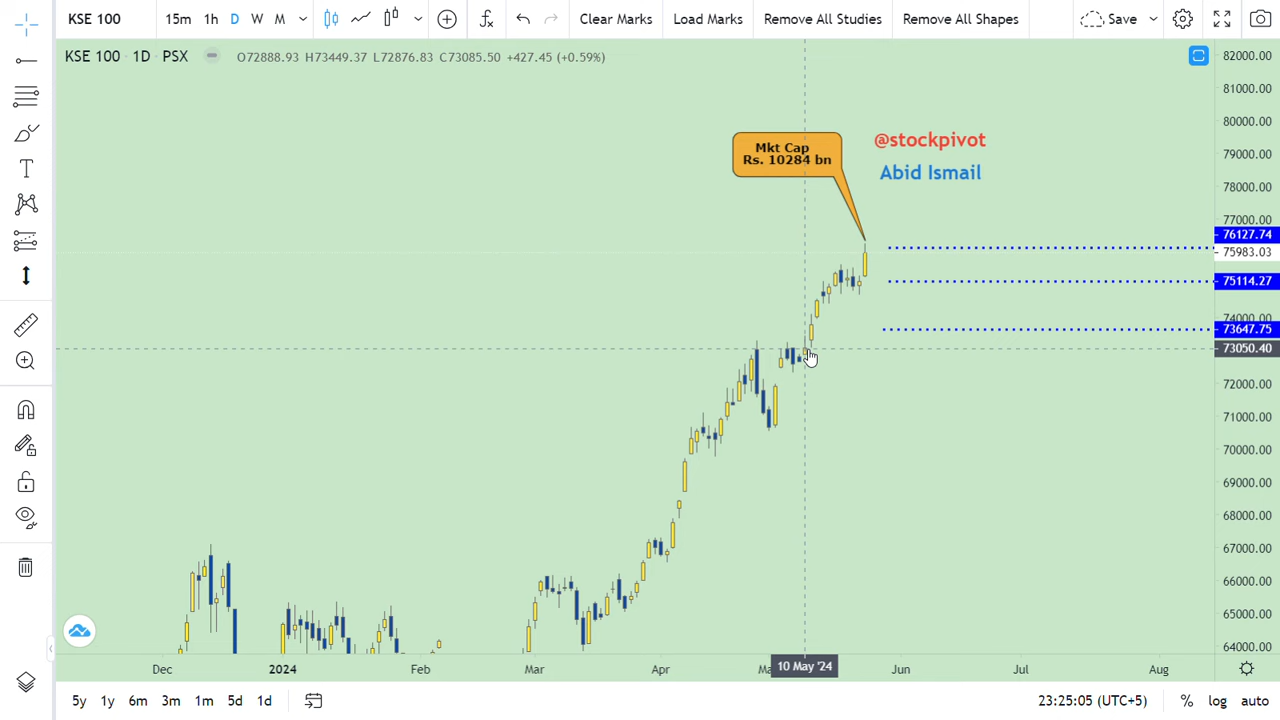 KSE 100
15m 1h D W M
Clear Marks
Load Marks
Remove All Studies
Remove All Shapes
Save
KSE 100 1D PSX
O72888.93 H73449.37 L72876.83 C73085.50 +427.45 (+0.59%)
@stockpivot
Abid Ismail
Mkt Cap
Rs. 10284 bn
82000.00
81000.00
80000.00
79000.00
78000.00
77000.00
76127.74
75983.03
75114.27
74000.00
73647.75
73050.40
72000.00
71000.00
70000.00
69000.00
68000.00
67000.00
66000.00
65000.00
64000.00
Dec 2024 Feb Mar Apr 10 May '24 Jun Jul Aug
5y 1y 6m 3m 1m 5d 1d
23:25:05 (UTC+5)
% log auto